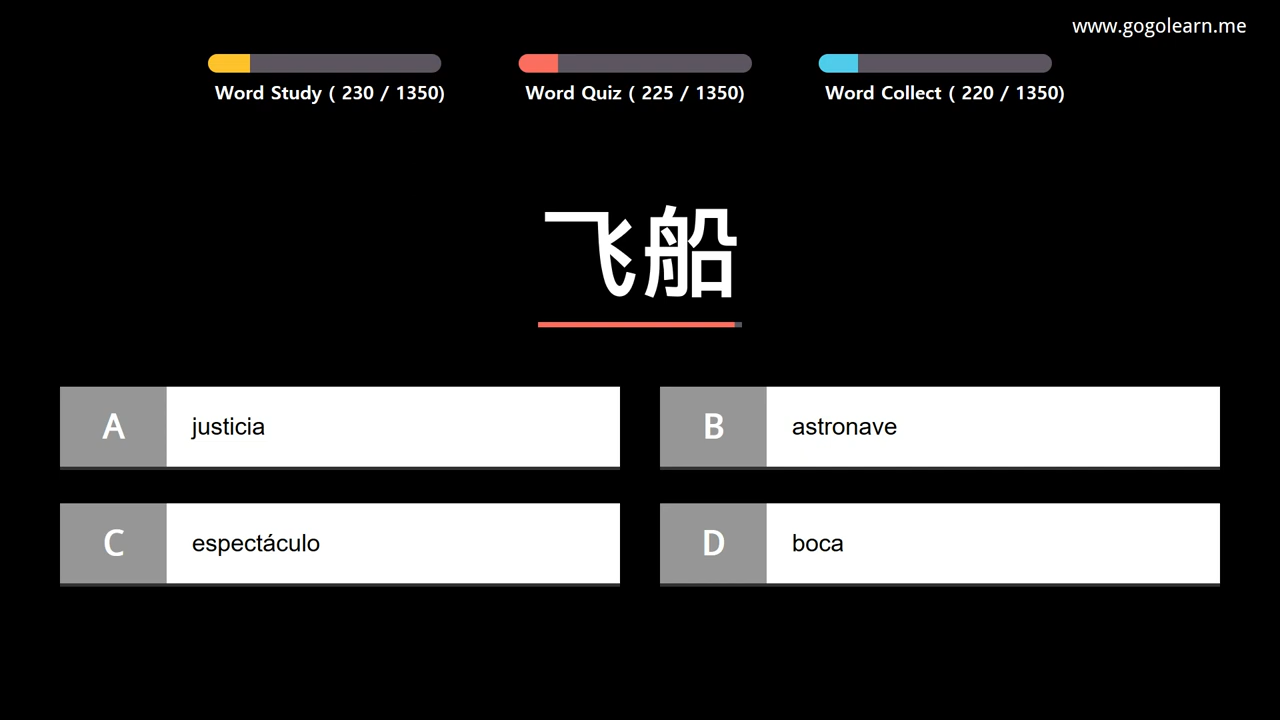 www.gogolearn.me
Word Study ( 230 / 1350)
Word Quiz ( 225 / 1350)
Word Collect ( 220 / 1350)
飞船
A justicia
B astronave
C espectáculo
D boca